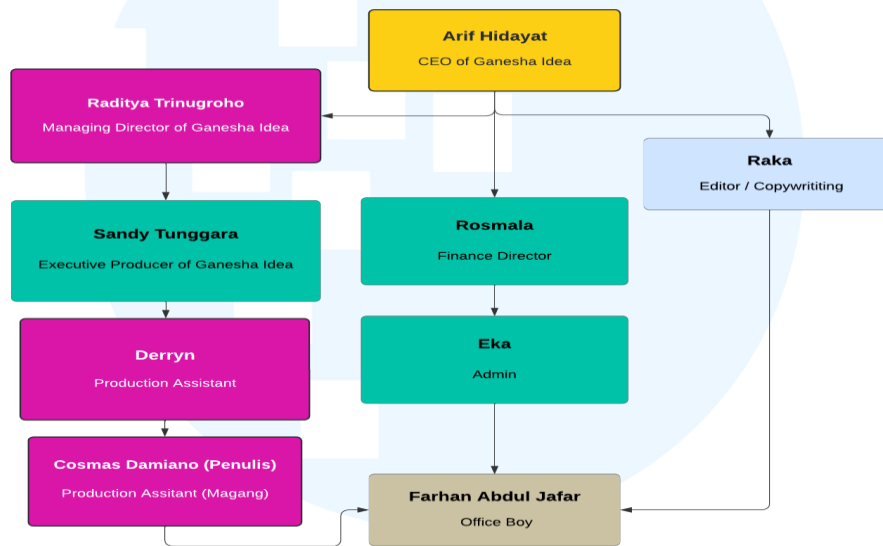 Arif Hidayat
CEO of Ganesha Idea
Raditya Trinugroho
Managing Director of Ganesha Idea
Raka
Editor / Copywrititing
Sandy Tunggara
Executive Producer of Ganesha Idea
Rosmala
Finance Director
Derryn
Production Assistant
Eka
Admin
Cosmas Damiano (Penulis)
Production Assitant (Magang)
Farhan Abdul Jafar
Office Boy